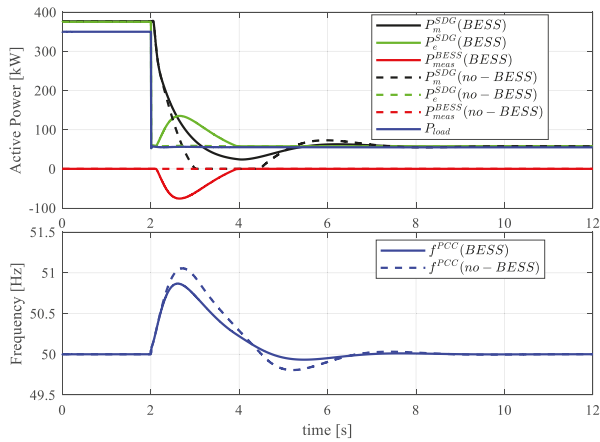 400
300
200
100
0
-100
Active Power [kW]
P_m^SDG(BESS)
P_e^SDG(BESS)
P_meas^BESS(BESS)
P_m^SDG(no−BESS)
P_e^SDG(no−BESS)
P_meas^BESS(no−BESS)
P_load
0 2 4 6 8 10 12
51.5
51
50.5
50
49.5
Frequency [Hz]
f^PCC(BESS)
f^PCC(no−BESS)
0 2 4 6 8 10 12
time [s]